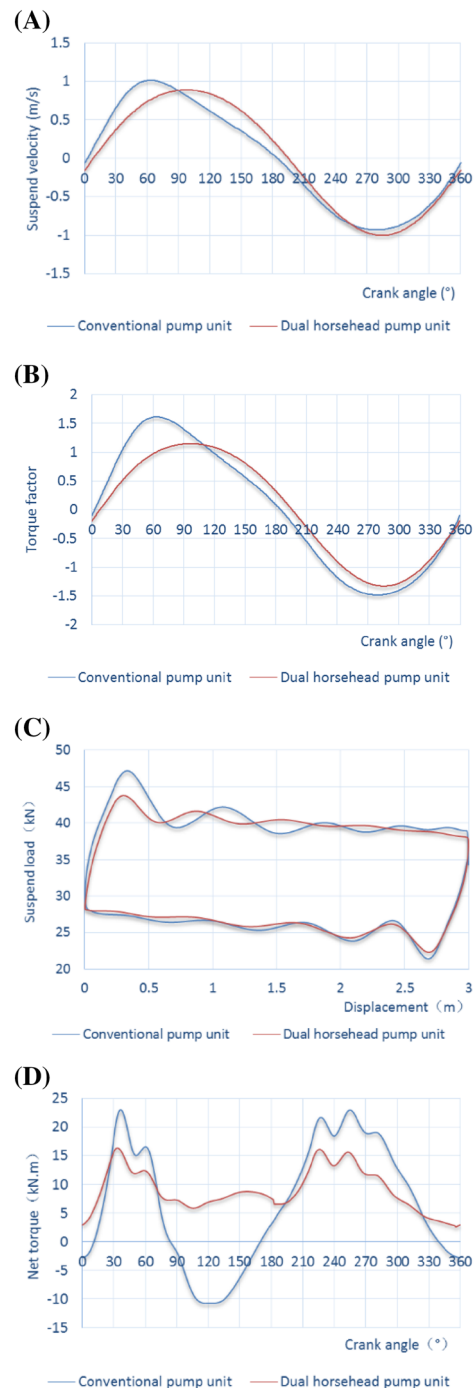 (A)
1.5
1
0.5
0
-0.5
-1
-1.5
Suspend velocity (m/s)
0 30 60 90 120 150 180 210 240 270 300 330 360
Crank angle (°)
Conventional pump unit Dual horsehead pump unit
(B)
2
1.5
1
0.5
0
-0.5
-1
-1.5
-2
Torque factor
0 30 60 90 120 150 180 210 240 270 300 330 360
Crank angle (°)
Conventional pump unit Dual horsehead pump unit
(C)
50
45
40
35
30
25
20
Suspend load（kN）
0 0.5 1 1.5 2 2.5 3
Displacement（m）
Conventional pump unit Dual horsehead pump unit
(D)
25
20
15
10
5
0
-5
-10
-15
Net torque（kN.m）
0 30 60 90 120 150 180 210 240 270 300 330 360
Crank angle（°）
Conventional pump unit Dual horsehead pump unit